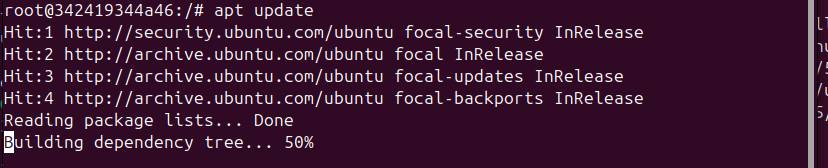 root@342419344a46:/# apt update
Hit:1 http://security.ubuntu.com/ubuntu focal-security InRelease
Hit:2 http://archive.ubuntu.com/ubuntu focal InRelease
Hit:3 http://archive.ubuntu.com/ubuntu focal-updates InRelease
Hit:4 http://archive.ubuntu.com/ubuntu focal-backports InRelease
Reading package lists... Done
Building dependency tree... 50%